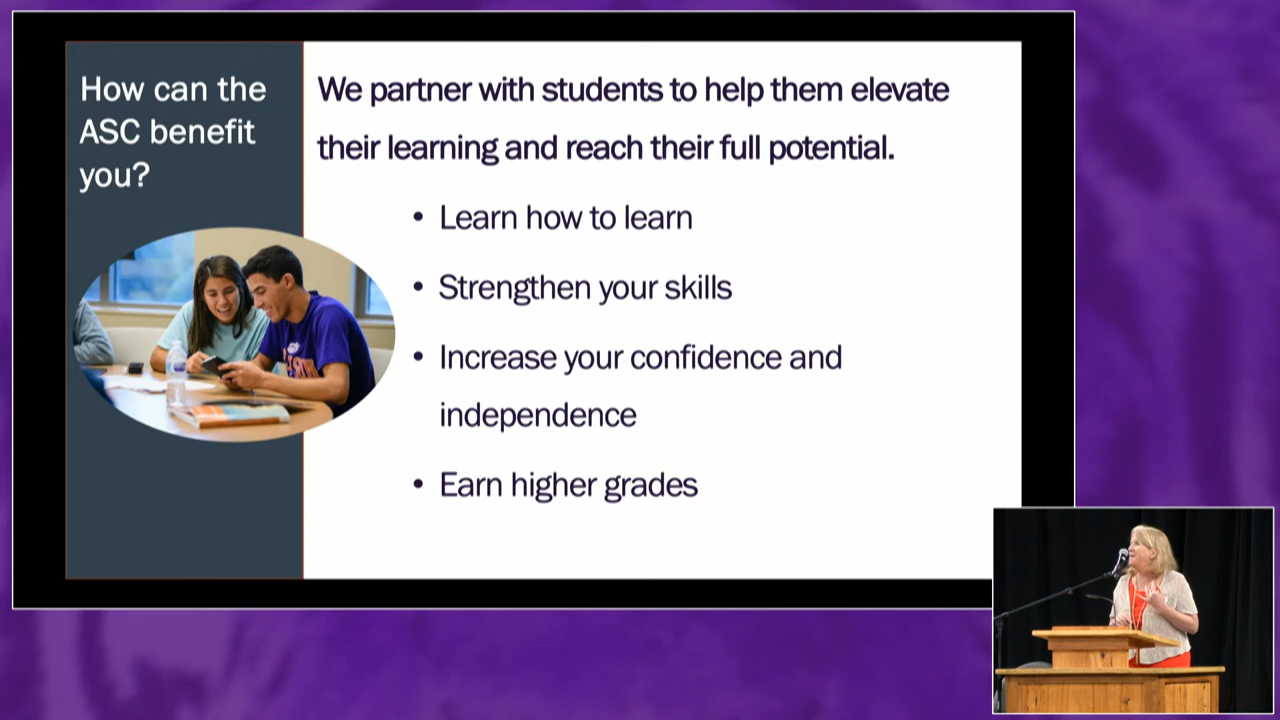 How can the
ASC benefit
you?
We partner with students to help them elevate
their learning and reach their full potential.
• Learn how to learn
• Strengthen your skills
• Increase your confidence and
independence
• Earn higher grades